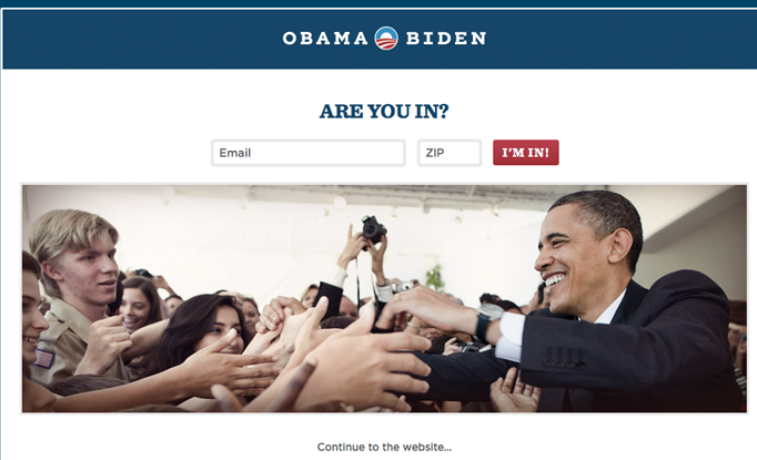 OBAMA BIDEN
ARE YOU IN?
Email ZIP I'M IN!
Continue to the website...